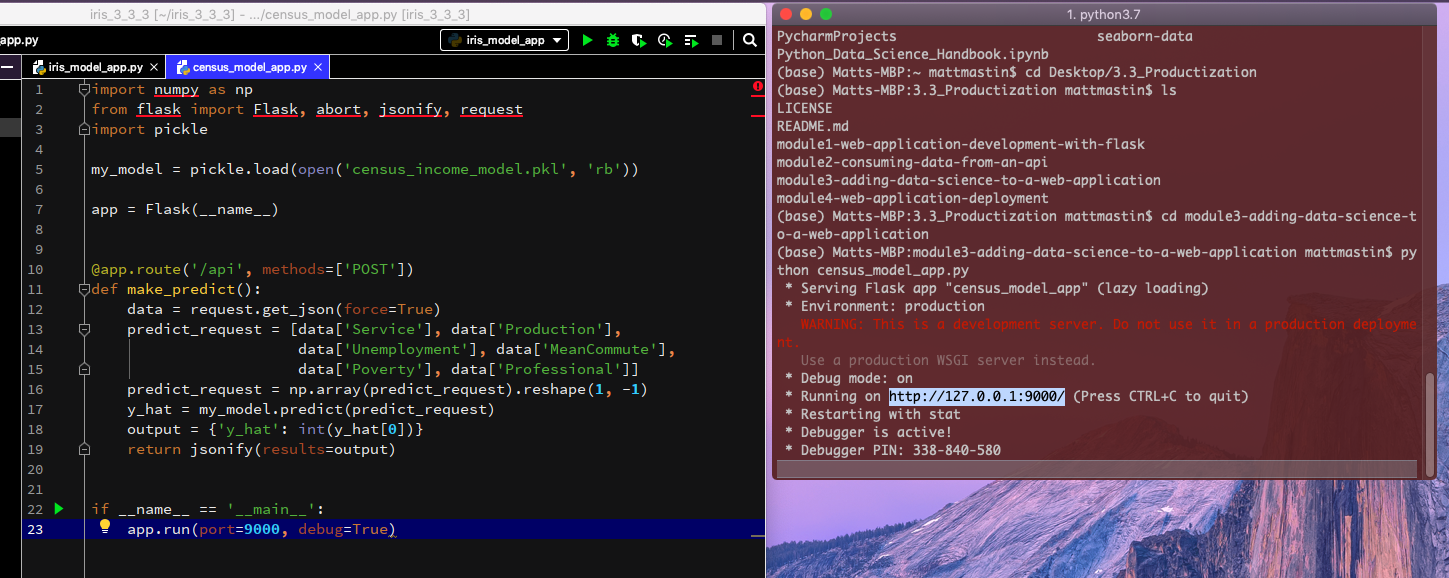 iris_3_3_3 [~/iris_3_3_3] - .../census_model_app.py [iris_3_3_3]
app.py
iris_model_app
iris_model_app.py × census_model_app.py ×
1 import numpy as np
2 from flask import Flask, abort, jsonify, request
3 import pickle
4
5 my_model = pickle.load(open('census_income_model.pkl', 'rb'))
6
7 app = Flask(__name__)
8
9
10 @app.route('/api', methods=['POST'])
11 def make_predict():
12 data = request.get_json(force=True)
13 predict_request = [data['Service'], data['Production'],
14 data['Unemployment'], data['MeanCommute'],
15 data['Poverty'], data['Professional']]
16 predict_request = np.array(predict_request).reshape(1, -1)
17 y_hat = my_model.predict(predict_request)
18 output = {'y_hat': int(y_hat[0])}
19 return jsonify(results=output)
20
21
22 if __name__ == '__main__':
23 app.run(port=9000, debug=True)
1. python3.7
PycharmProjects seaborn-data
Python_Data_Science_Handbook.ipynb
(base) Matts-MBP:~ mattmastin$ cd Desktop/3.3_Productization
(base) Matts-MBP:3.3_Productization mattmastin$ ls
LICENSE
README.md
module1-web-application-development-with-flask
module2-consuming-data-from-an-api
module3-adding-data-science-to-a-web-application
module4-web-application-deployment
(base) Matts-MBP:3.3_Productization mattmastin$ cd module3-adding-data-science-t
o-a-web-application
(base) Matts-MBP:module3-adding-data-science-to-a-web-application mattmastin$ py
thon census_model_app.py
* Serving Flask app "census_model_app" (lazy loading)
* Environment: production
WARNING: This is a development server. Do not use it in a production deployme
nt.
Use a production WSGI server instead.
* Debug mode: on
* Running on http://127.0.0.1:9000/ (Press CTRL+C to quit)
* Restarting with stat
* Debugger is active!
* Debugger PIN: 338-840-580